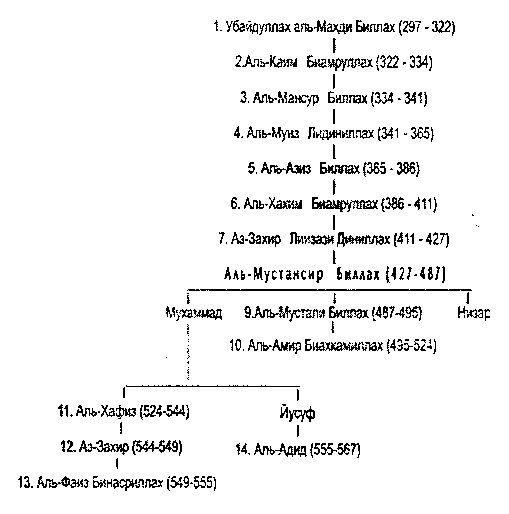 1. Убайдуллах аль-Махди Биллах (297 - 322)
2.Аль-Каим Биамруллах (322 - 334)
3. Аль-Мансур Биллах (334 - 341)
4. Аль-Муиз Лидиниллах (341 - 365)
5. Аль-Азиз Биллах (365 - 386)
6. Аль-Хаким Биамруллах (386 - 411)
7. Аз-Захир Лиизази Диниллах (411 - 427)
Аль-Мустансир Биллах (427-487)
Мухаммад 9.Аль-Мустали Биллах (487-495) Низар
10. Аль-Амир Биахкамиллах (495-524)
11. Аль-Хафиз (524-544) Йусуф
12. Аз-Захир (544-549) 14. Аль-Адид (555-567)
13. Аль-Фаиз Бинасриллах (549-555)